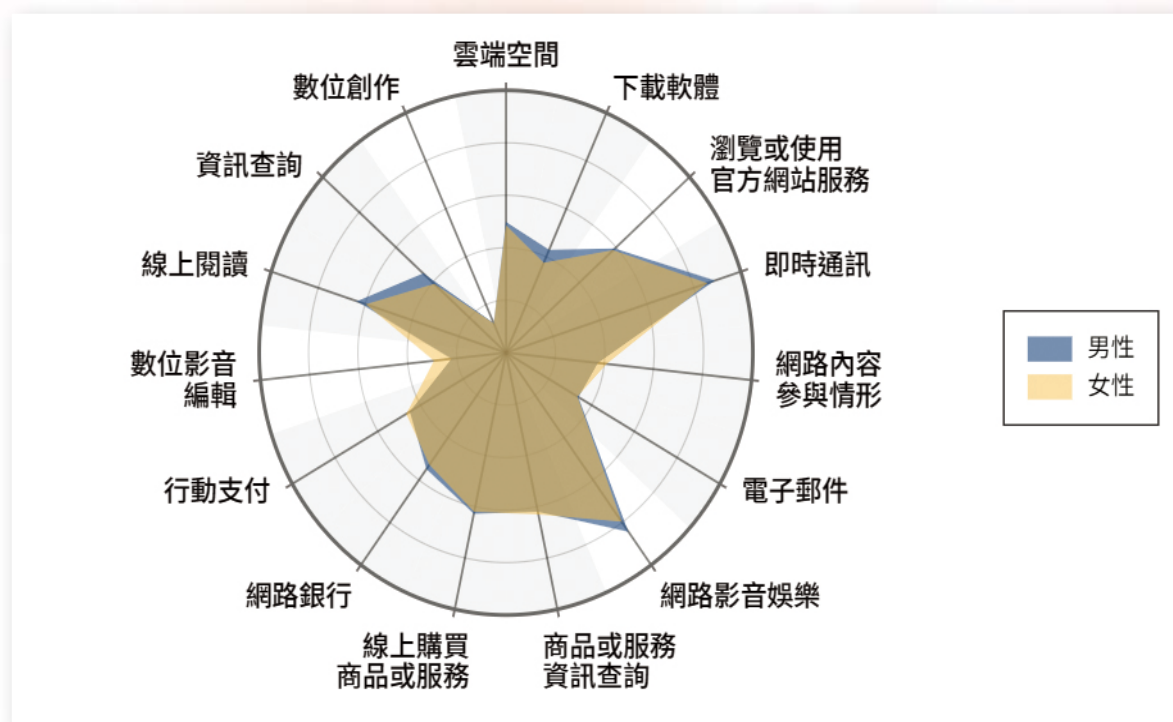 雲端空間
下載軟體
瀏覽或使用
官方網站服務
即時通訊
網路內容
參與情形
電子郵件
網路影音娛樂
商品或服務
資訊查詢
線上購買
商品或服務
網路銀行
行動支付
數位影音
編輯
線上閱讀
資訊查詢
數位創作
男性
女性